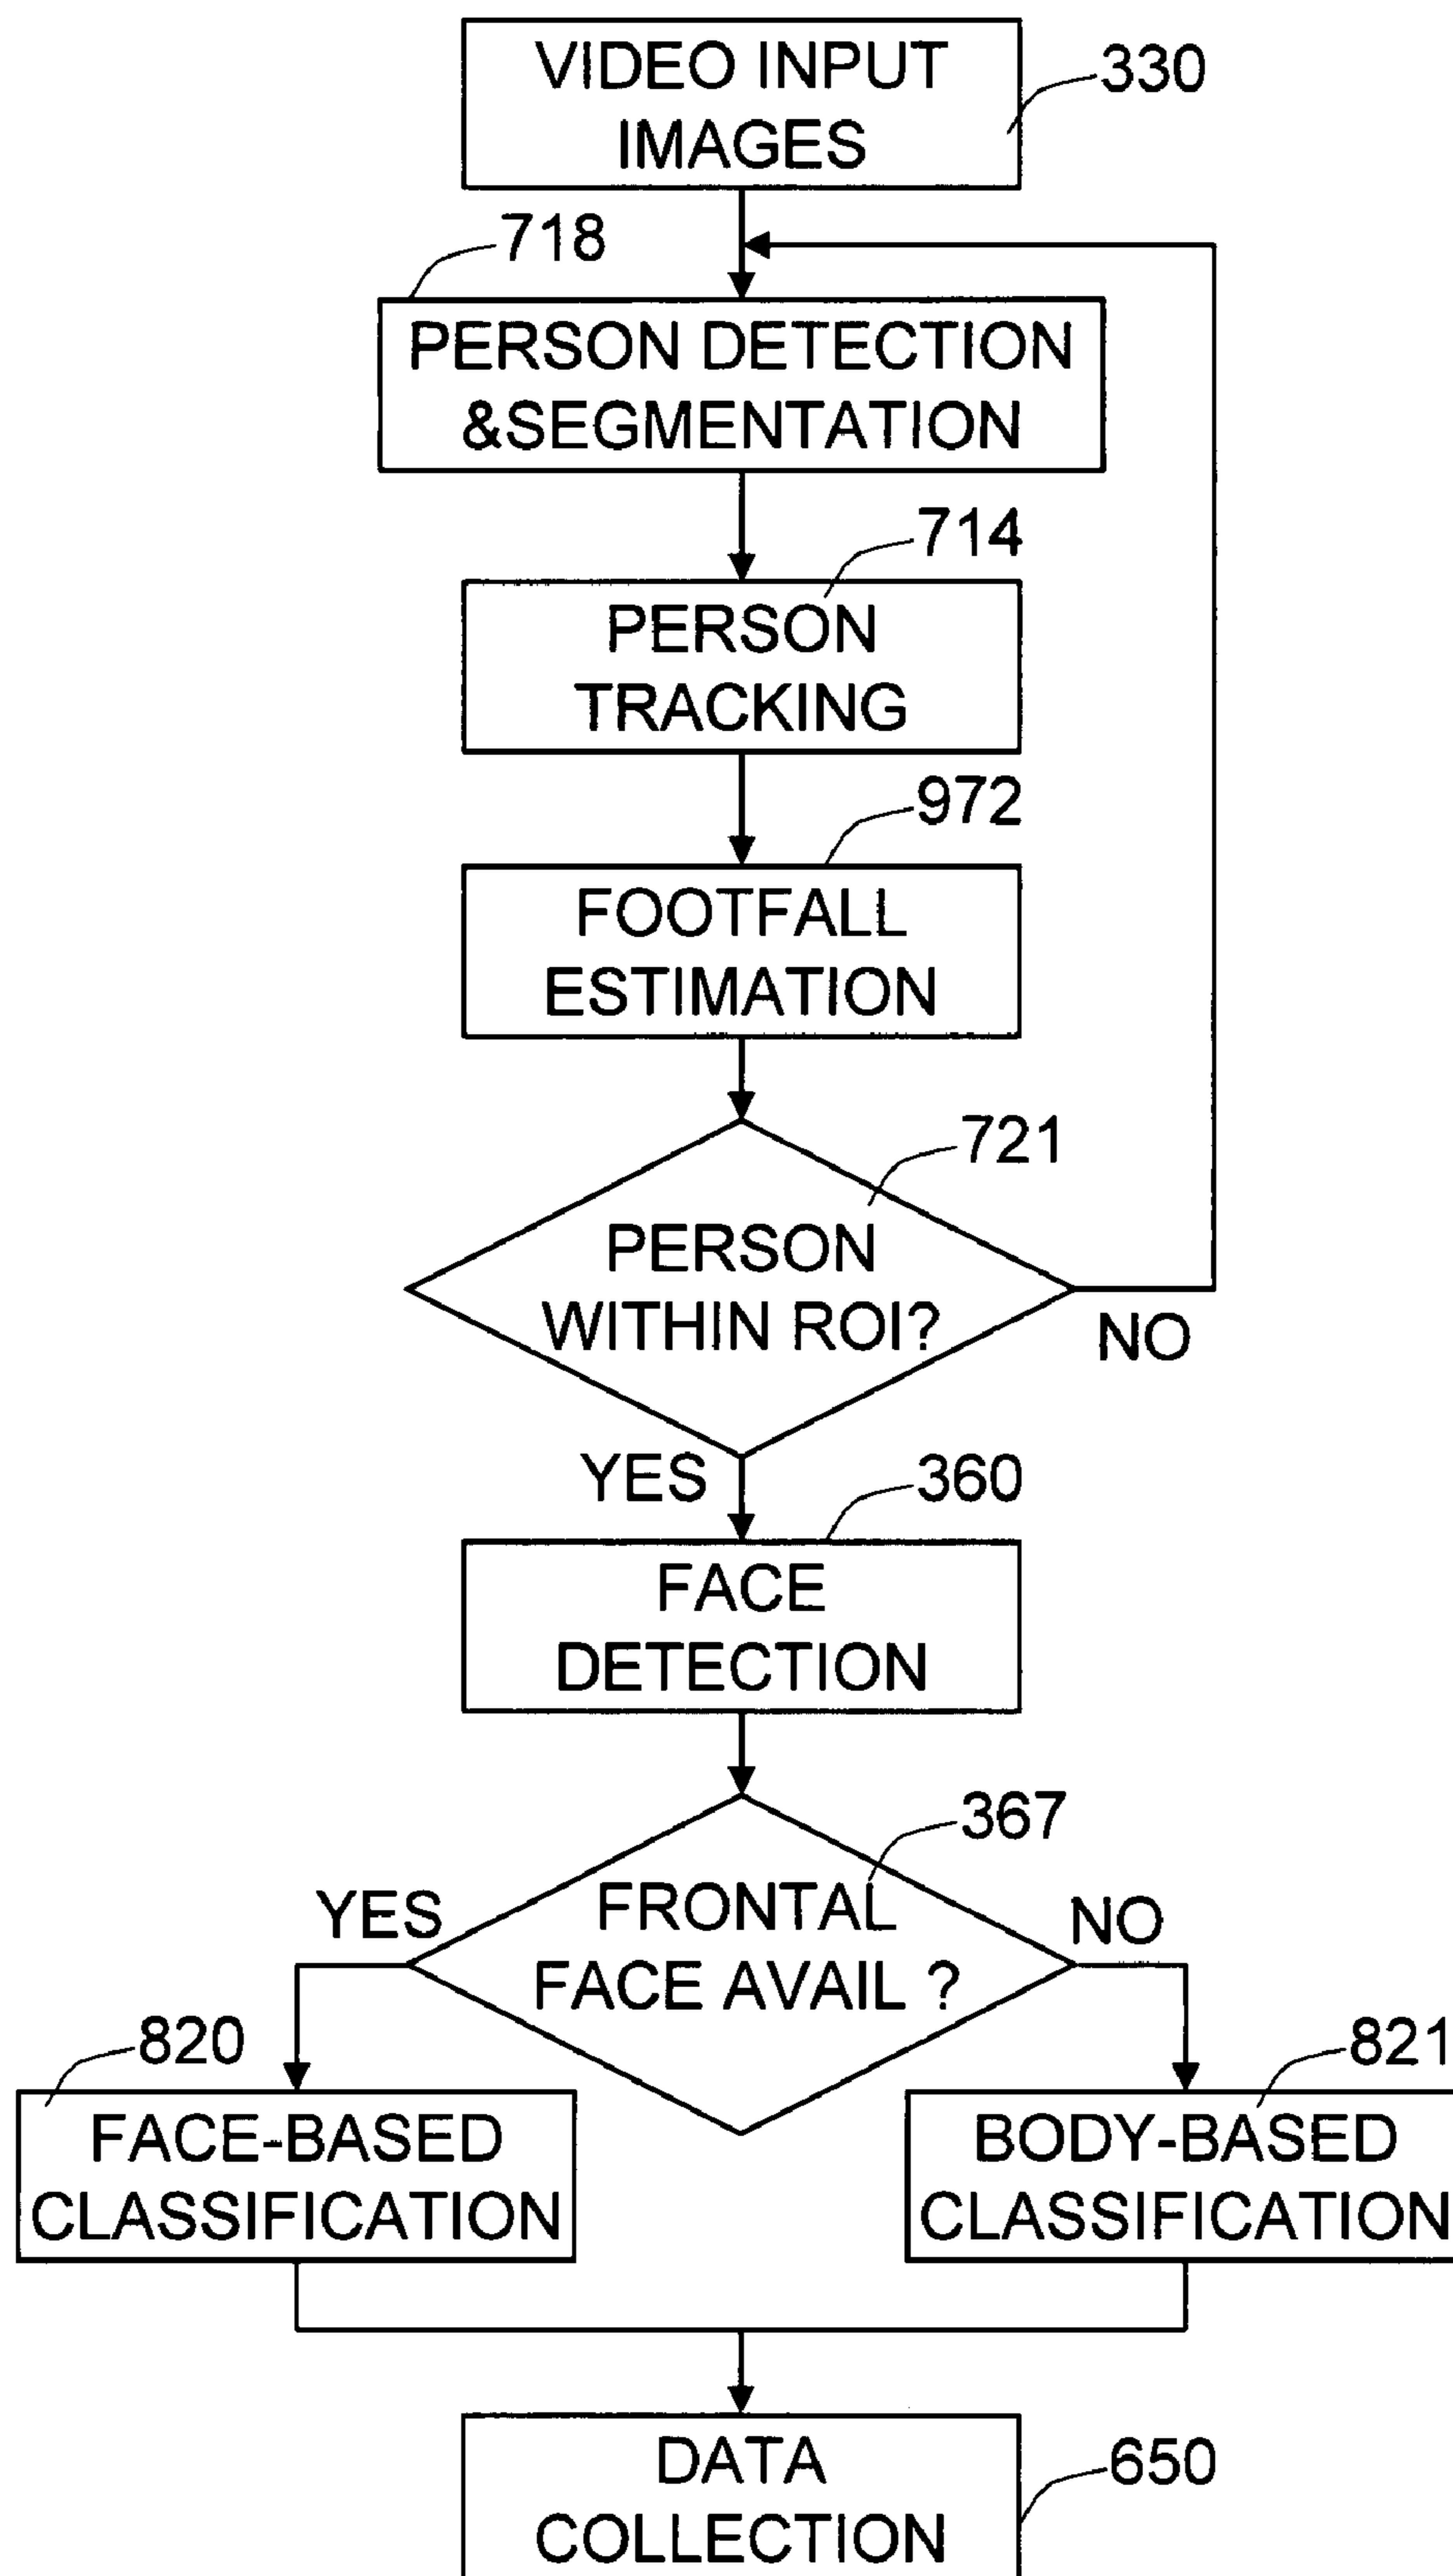 VIDEO INPUT
IMAGES
330
718
PERSON DETECTION
&SEGMENTATION
714
PERSON
TRACKING
972
FOOTFALL
ESTIMATION
721
PERSON
WITHIN ROI?
NO
YES
360
FACE
DETECTION
367
FRONTAL
FACE AVAIL ?
YES
NO
820
821
FACE-BASED
CLASSIFICATION
BODY-BASED
CLASSIFICATION
DATA
COLLECTION
650